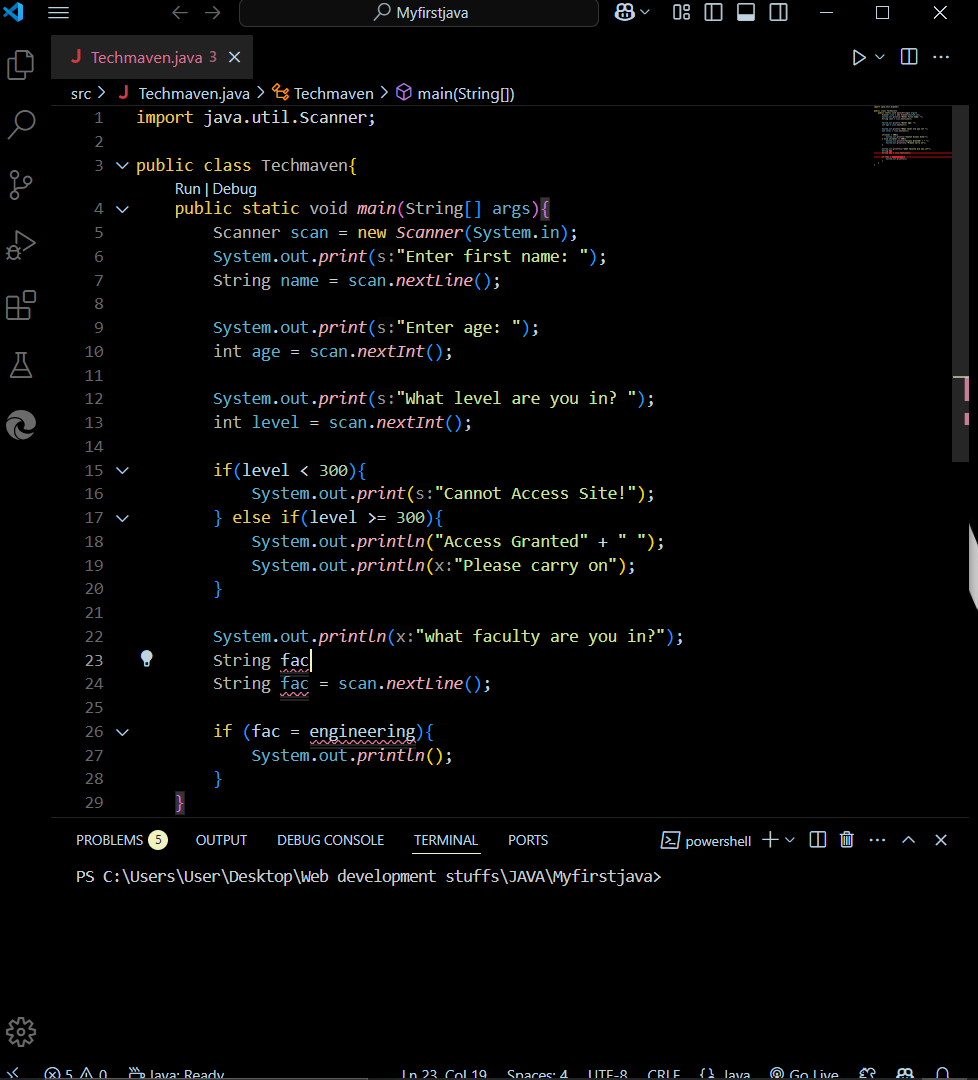 Myfirstjava
Techmaven.java 3
src > Techmaven.java > Techmaven > main(String[])
1 import java.util.Scanner;
2
3 public class Techmaven{
Run | Debug
4 public static void main(String[] args){
5 Scanner scan = new Scanner(System.in);
6 System.out.print(s:"Enter first name: ");
7 String name = scan.nextLine();
8
9 System.out.print(s:"Enter age: ");
10 int age = scan.nextInt();
11
12 System.out.print(s:"What level are you in? ");
13 int level = scan.nextInt();
14
15 if(level < 300){
16 System.out.print(s:"Cannot Access Site!");
17 } else if(level >= 300){
18 System.out.println("Access Granted" + " ");
19 System.out.println(x:"Please carry on");
20 }
21
22 System.out.println(x:"what faculty are you in?");
23 String fac
24 String fac = scan.nextLine();
25
26 if (fac = engineering){
27 System.out.println();
28 }
29 }
PROBLEMS 5 OUTPUT DEBUG CONSOLE TERMINAL PORTS powershell
PS C:\Users\User\Desktop\Web development stuffs\JAVA\Myfirstjava>
5 0 Java: Ready Ln 23, Col 19 Spaces: 4 UTF-8 CRLF {} Java Go Live